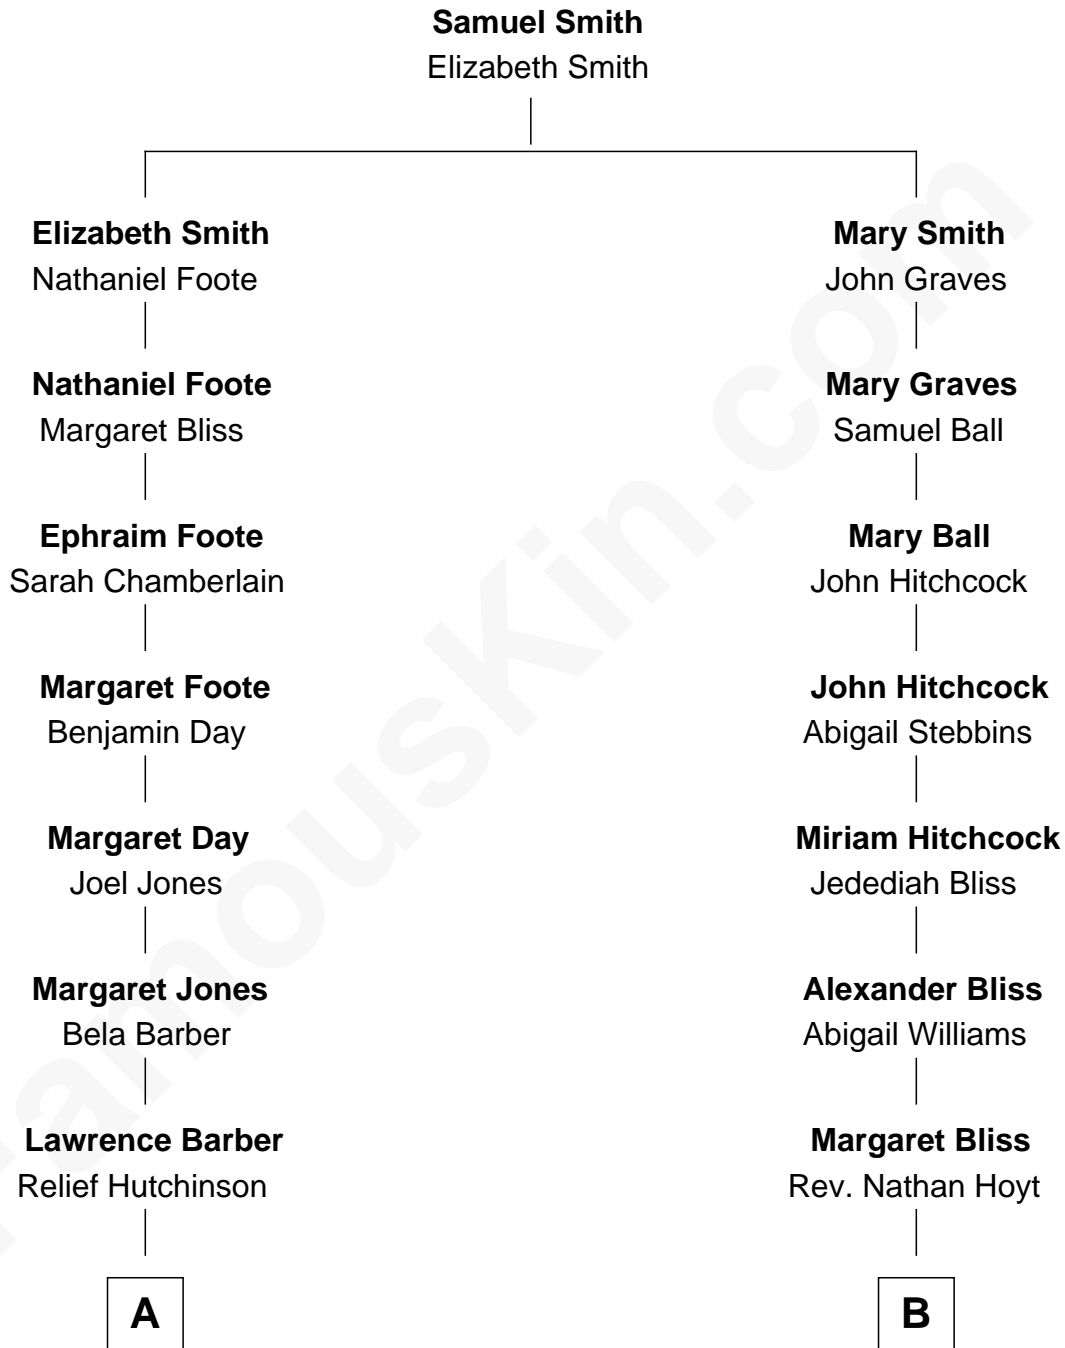 Samuel Smith
Elizabeth Smith
Elizabeth Smith
Nathaniel Foote
Mary Smith
John Graves
Nathaniel Foote
Margaret Bliss
Mary Graves
Samuel Ball
Ephraim Foote
Sarah Chamberlain
Mary Ball
John Hitchcock
Margaret Foote
Benjamin Day
John Hitchcock
Abigail Stebbins
Margaret Day
Joel Jones
Miriam Hitchcock
Jedediah Bliss
Margaret Jones
Bela Barber
Alexander Bliss
Abigail Williams
Lawrence Barber
Relief Hutchinson
Margaret Bliss
Rev. Nathan Hoyt
A
B
FamousKin.com